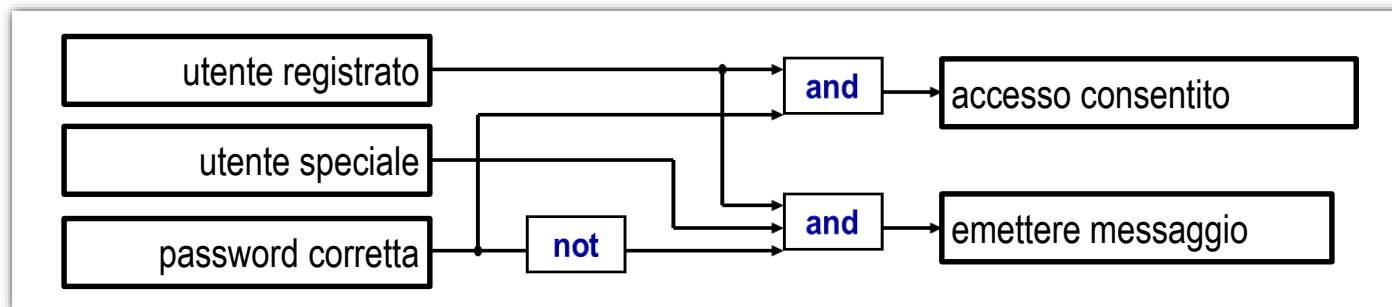 utente registrato
and
accesso consentito
utente speciale
and
emettere messaggio
password corretta
not